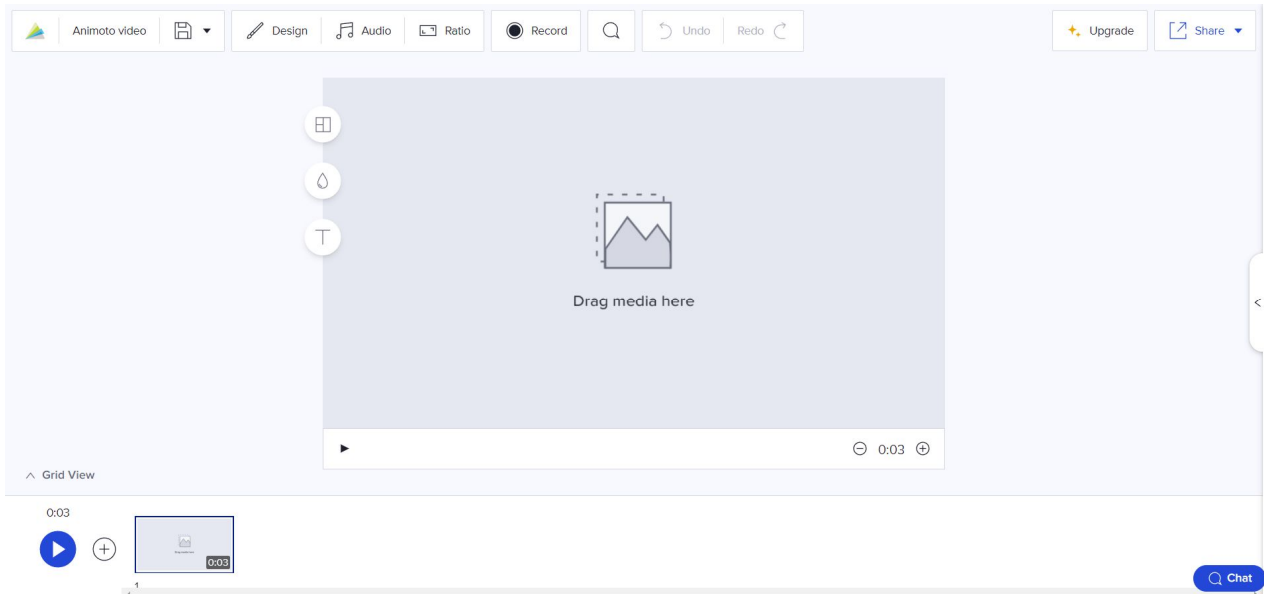 Animoto video
Design
Audio
Ratio
Record
Undo
Redo
Upgrade
Share
Drag media here
0:03
Grid View
0:03
0:03
1
Chat